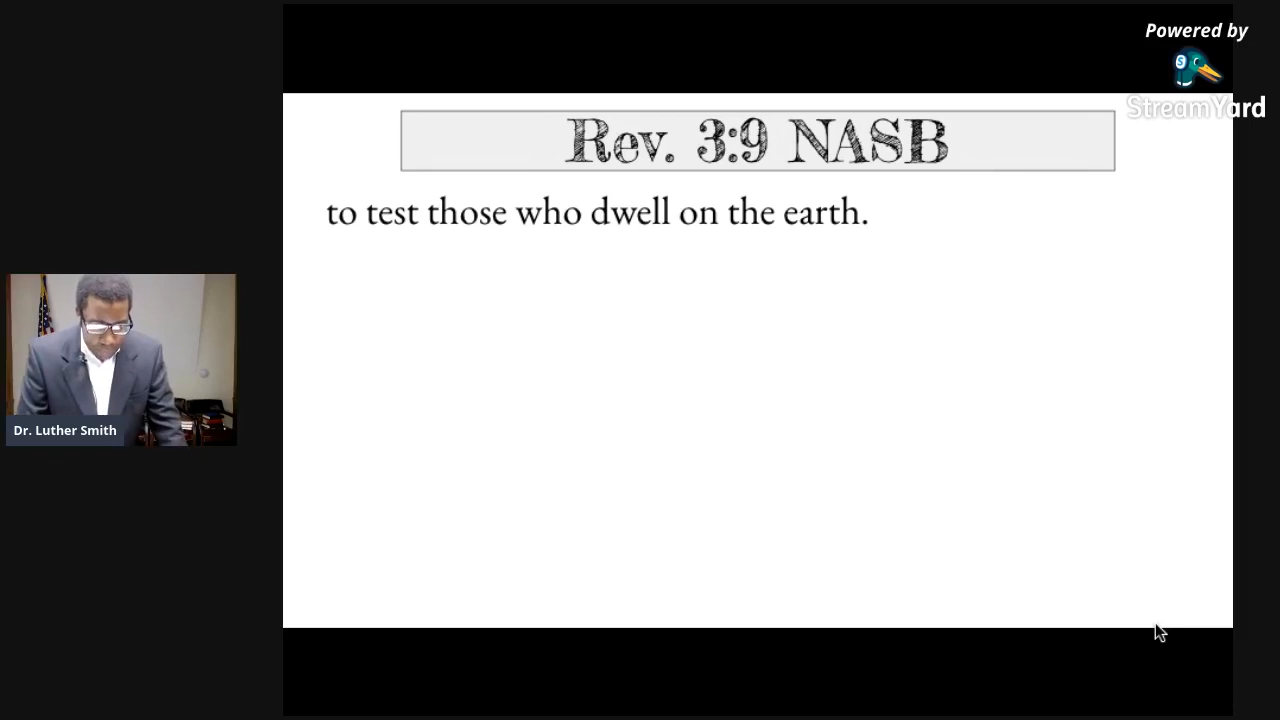 Powered by
StreamYard
Rev. 3:9 NASB
to test those who dwell on the earth.
Dr. Luther Smith